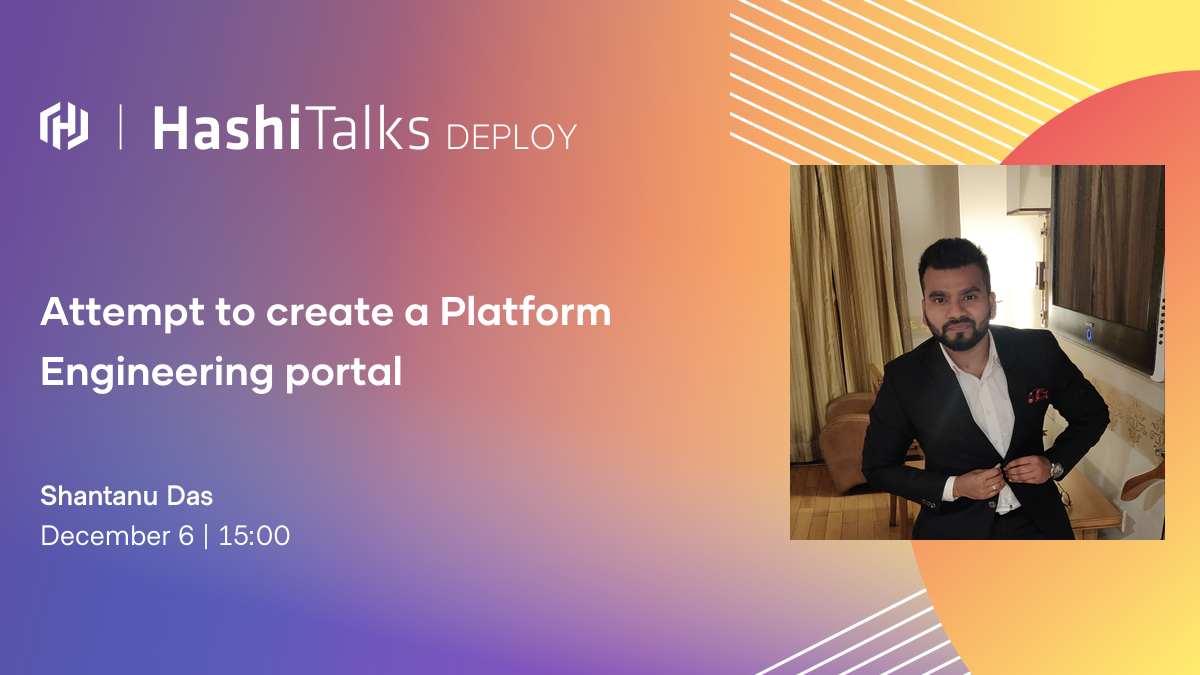 HashiTalks DEPLOY
Attempt to create a Platform
Engineering portal
Shantanu Das
December 6 | 15:00